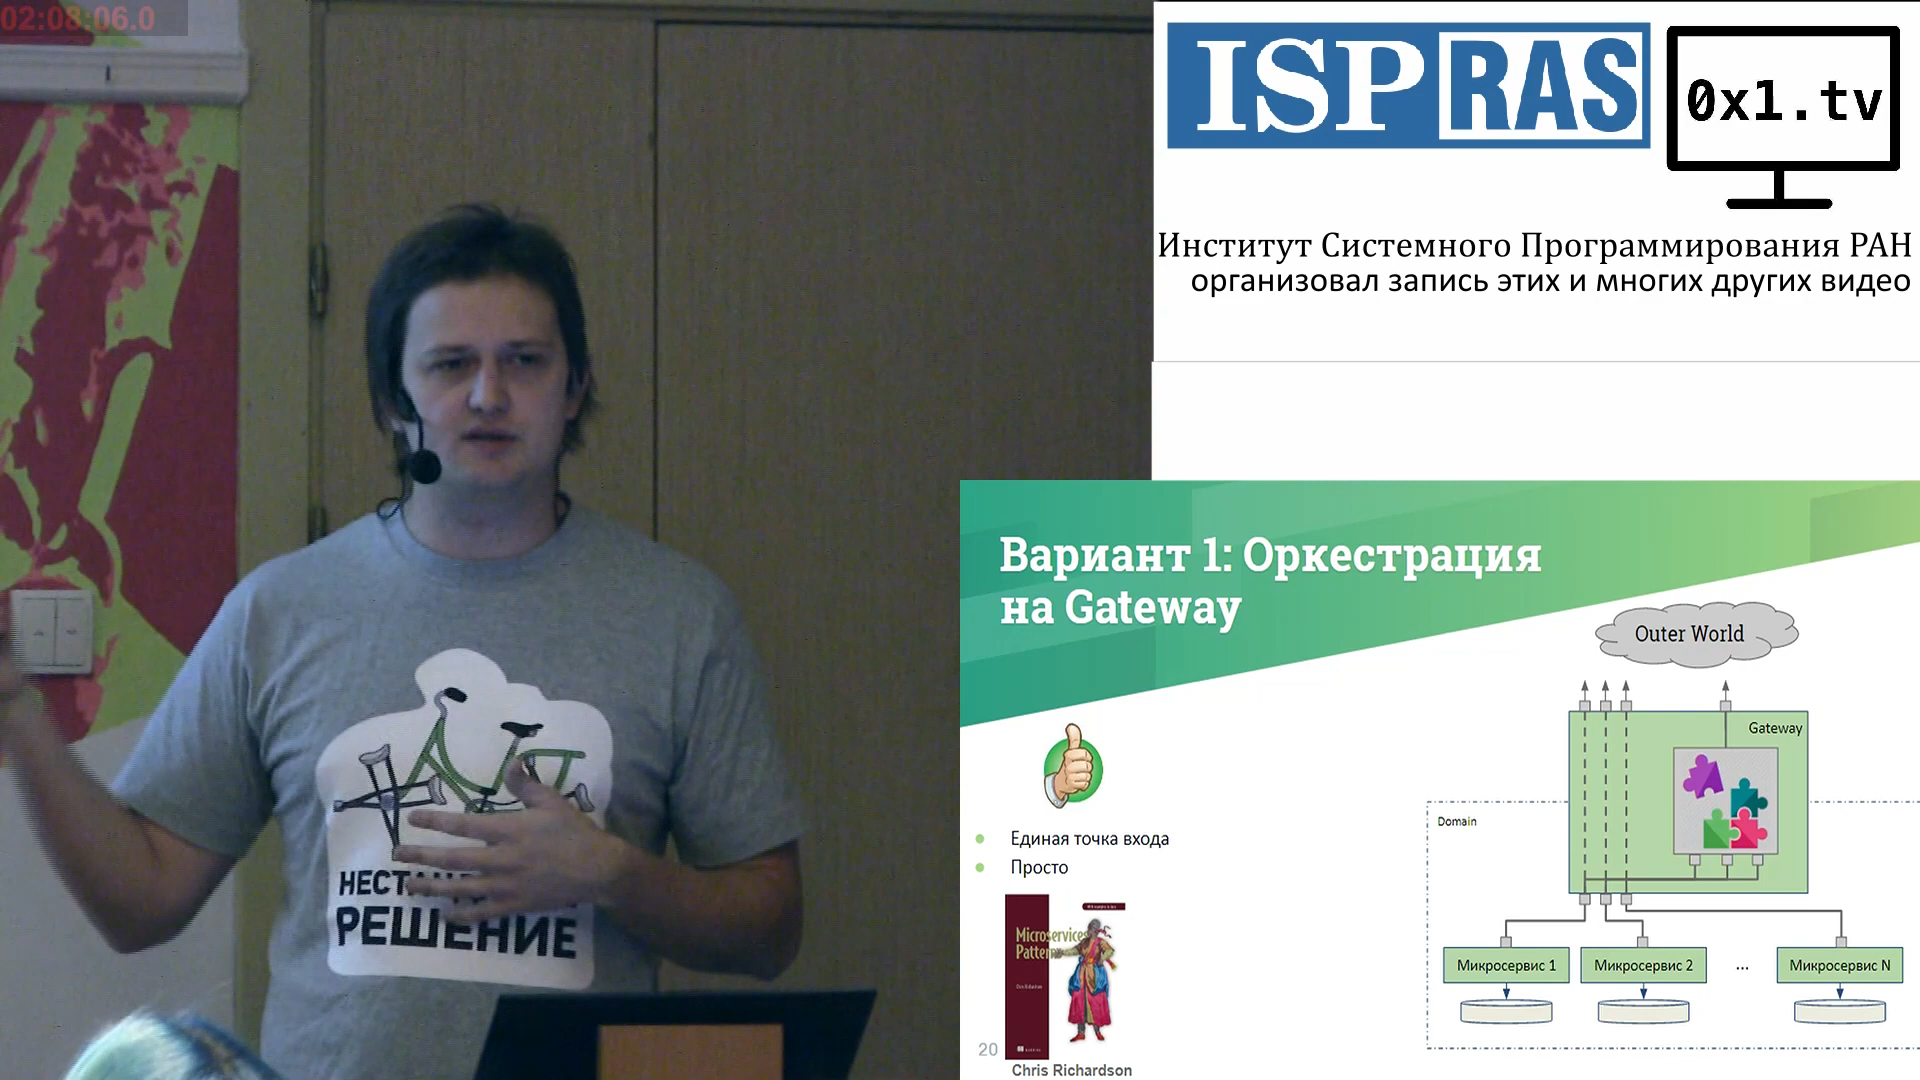 02:08:06.0
ISP RAS
0x1.tv
Институт Системного Программирования РАН
организовал запись этих и многих других видео
Вариант 1: Оркестрация
на Gateway
Outer World
Gateway
Domain
Единая точка входа
Просто
Microservices
Patterns
Микросервис 1
Микросервис 2
...
Микросервис N
20
Chris Richardson
РЕШЕНИЕ